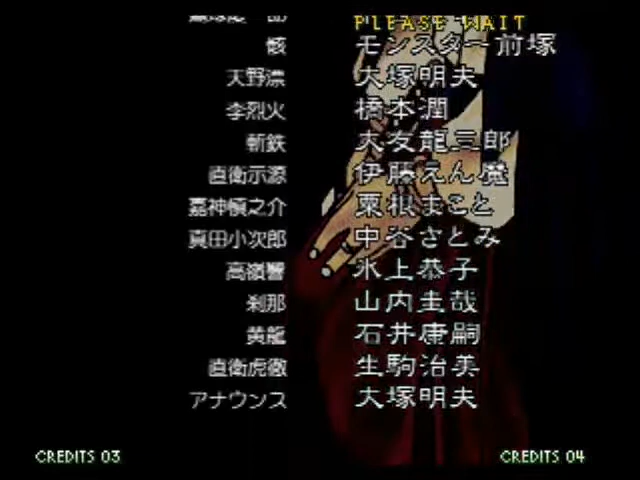 PLEASE WAIT
骸 モンスター前塚
天野漂 大塚明夫
李烈火 橋本潤
斬鉄 大友龍三郎
直衛示源 伊藤えん魔
嘉神慎之介 粟根まこと
真田小次郎 中谷さとみ
高嶺響 氷上恭子
刹那 山内圭哉
黄龍 石井康嗣
直衛虎徹 生駒治美
アナウンス 大塚明夫
CREDITS 03 CREDITS 04